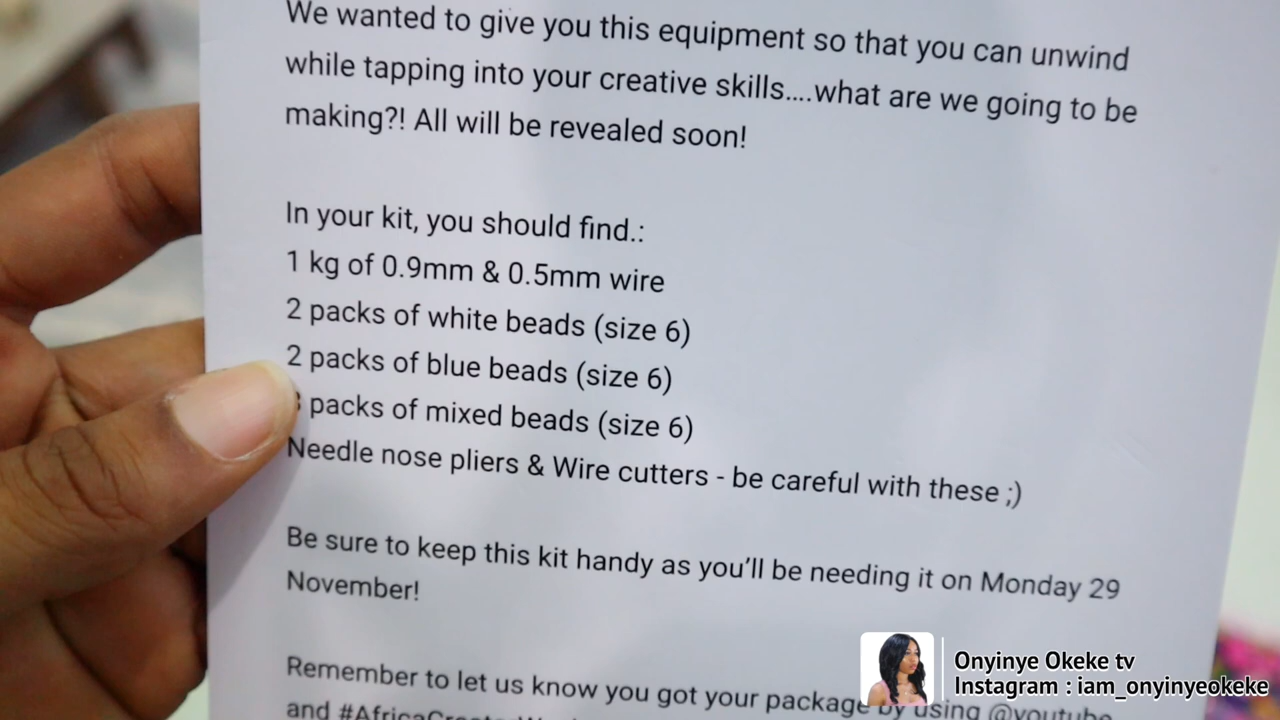 We wanted to give you this equipment so that you can unwind
while tapping into your creative skills....what are we going to be
making?! All will be revealed soon!
In your kit, you should find.:
1 kg of 0.9mm & 0.5mm wire
2 packs of white beads (size 6)
2 packs of blue beads (size 6)
packs of mixed beads (size 6)
Needle nose pliers & Wire cutters - be careful with these ;)
Be sure to keep this kit handy as you’ll be needing it on Monday 29
November!
Remember to let us know you got your package by using @youtube
and
Onyinye Okeke tv
Instagram : iam_onyinyeokeke